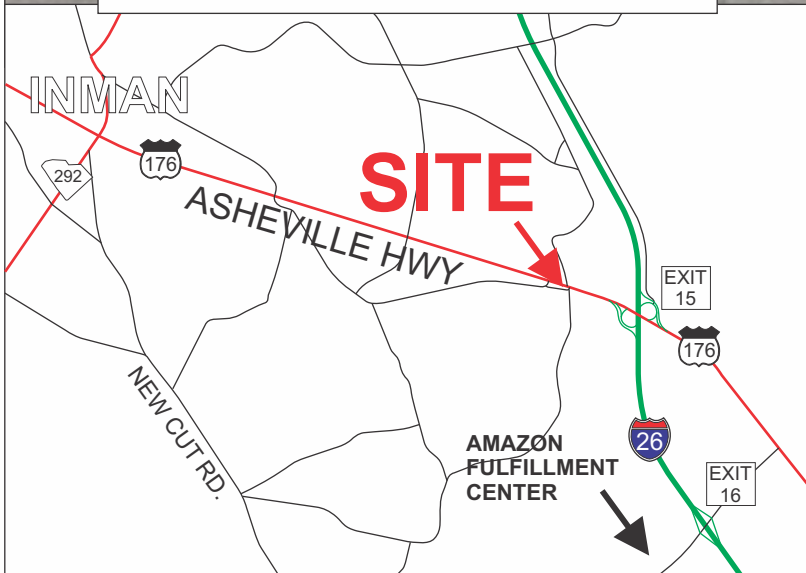 INMAN
176
292
SITE
ASHEVILLE HWY
EXIT
15
176
NEW CUT RD.
26
AMAZON
FULFILLMENT
CENTER
EXIT
16